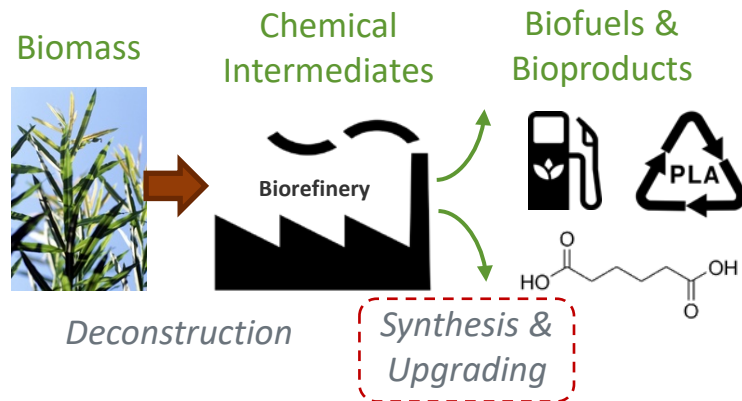 Biomass
Chemical
Intermediates
Biofuels &
Bioproducts
Biorefinery
PLA
O
HO
OH
O
Deconstruction
Synthesis &
Upgrading